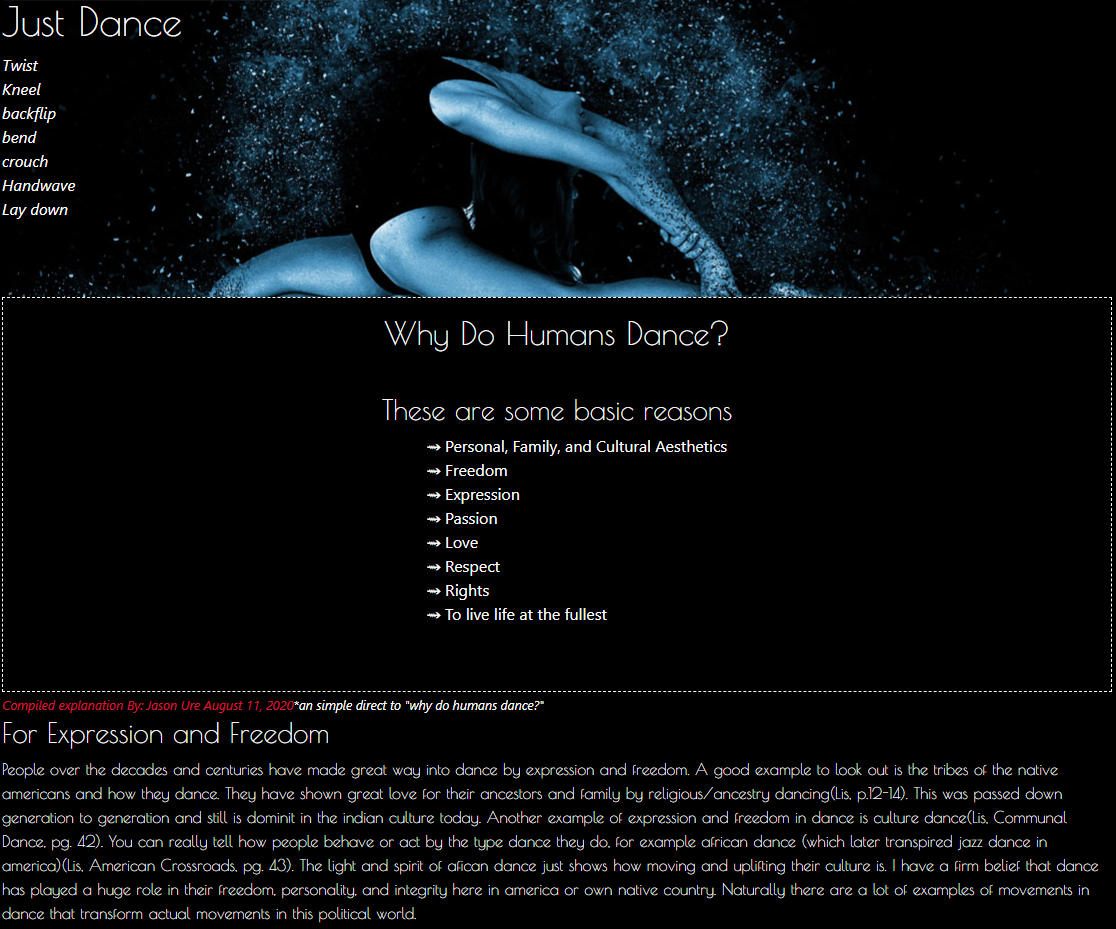 Just Dance
Twist
Kneel
backflip
bend
crouch
Handwave
Lay down
Why Do Humans Dance?
These are some basic reasons
⇝ Personal, Family, and Cultural Aesthetics
⇝ Freedom
⇝ Expression
⇝ Passion
⇝ Love
⇝ Respect
⇝ Rights
⇝ To live life at the fullest
Compiled explanation By: Jason Ure August 11, 2020*an simple direct to "why do humans dance?"
For Expression and Freedom
People over the decades and centuries have made great way into dance by expression and freedom. A good example to look out is the tribes of the native
americans and how they dance. They have shown great love for their ancestors and family by religious/ancestry dancing(Lis, p.12-14). This was passed down
generation to generation and still is dominit in the indian culture today. Another example of expression and freedom in dance is culture dance(Lis, Communal
Dance, pg. 42). You can really tell how people behave or act by the type dance they do, for example african dance (which later transpired jazz dance in
america)(Lis, American Crossroads, pg. 43). The light and spirit of afican dance just shows how moving and uplifting their culture is. I have a firm belief that dance
has played a huge role in their freedom, personality, and integrity here in america or own native country. Naturally there are a lot of examples of movements in
dance that transform actual movements in this political world.